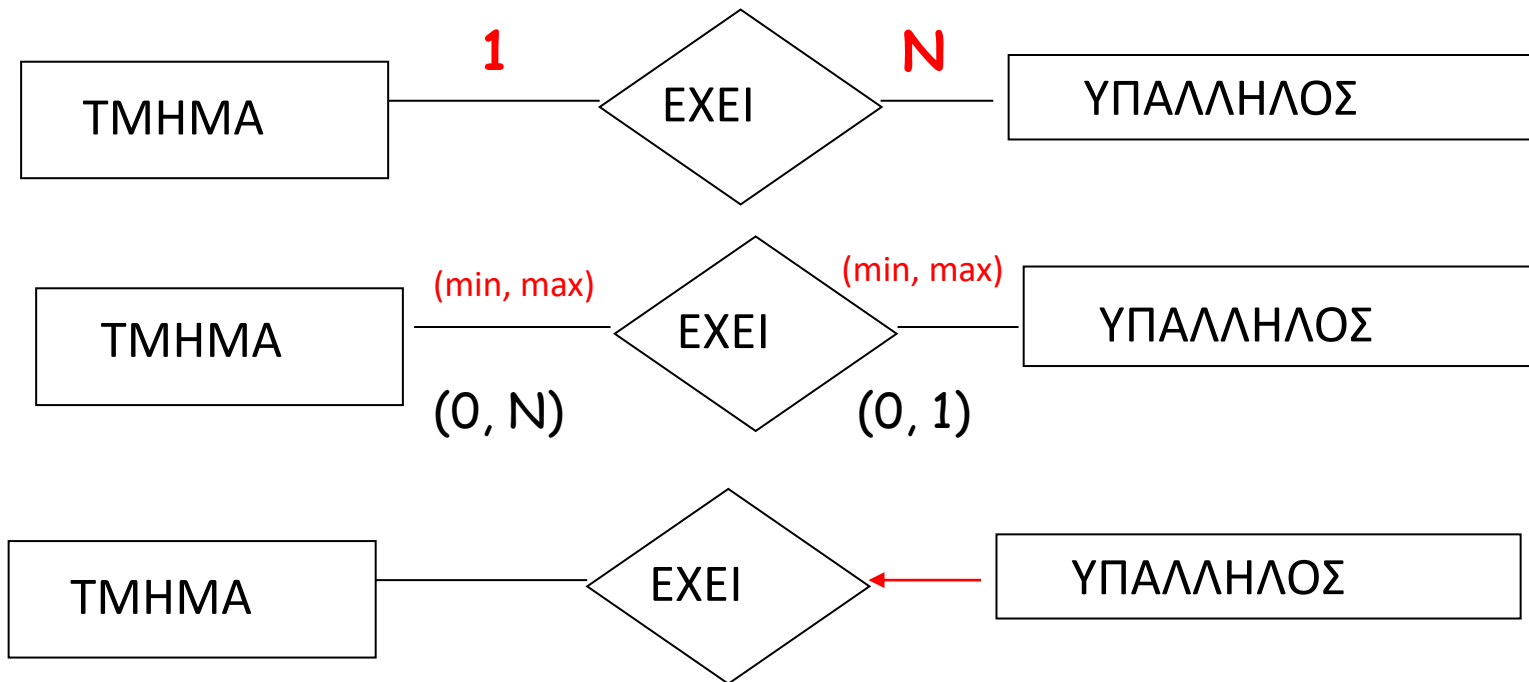 1 N
ΤΜΗΜΑ ΕΧΕΙ ΥΠΑΛΛΗΛΟΣ
(min, max) (min, max)
ΤΜΗΜΑ ΕΧΕΙ ΥΠΑΛΛΗΛΟΣ
(0, N) (0, 1)
ΤΜΗΜΑ ΕΧΕΙ ΥΠΑΛΛΗΛΟΣ